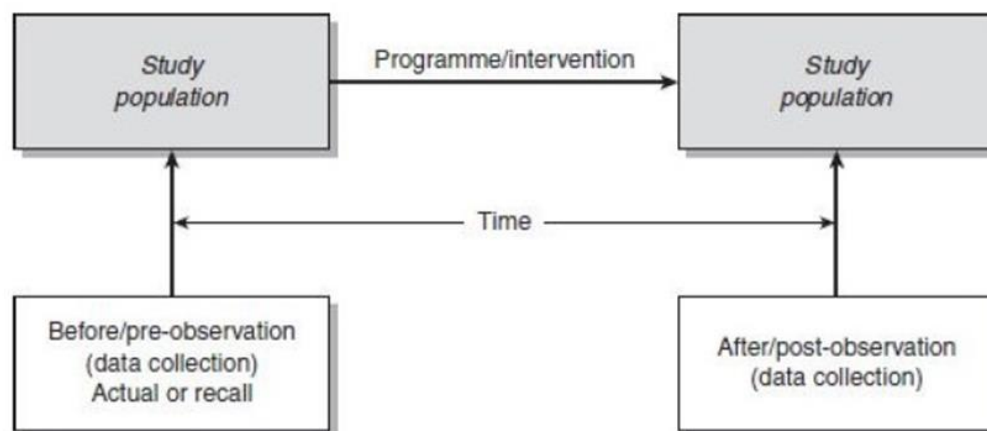 Study
population
Programme/intervention
Study
population
Time
Before/pre-observation
(data collection)
Actual or recall
After/post-observation
(data collection)